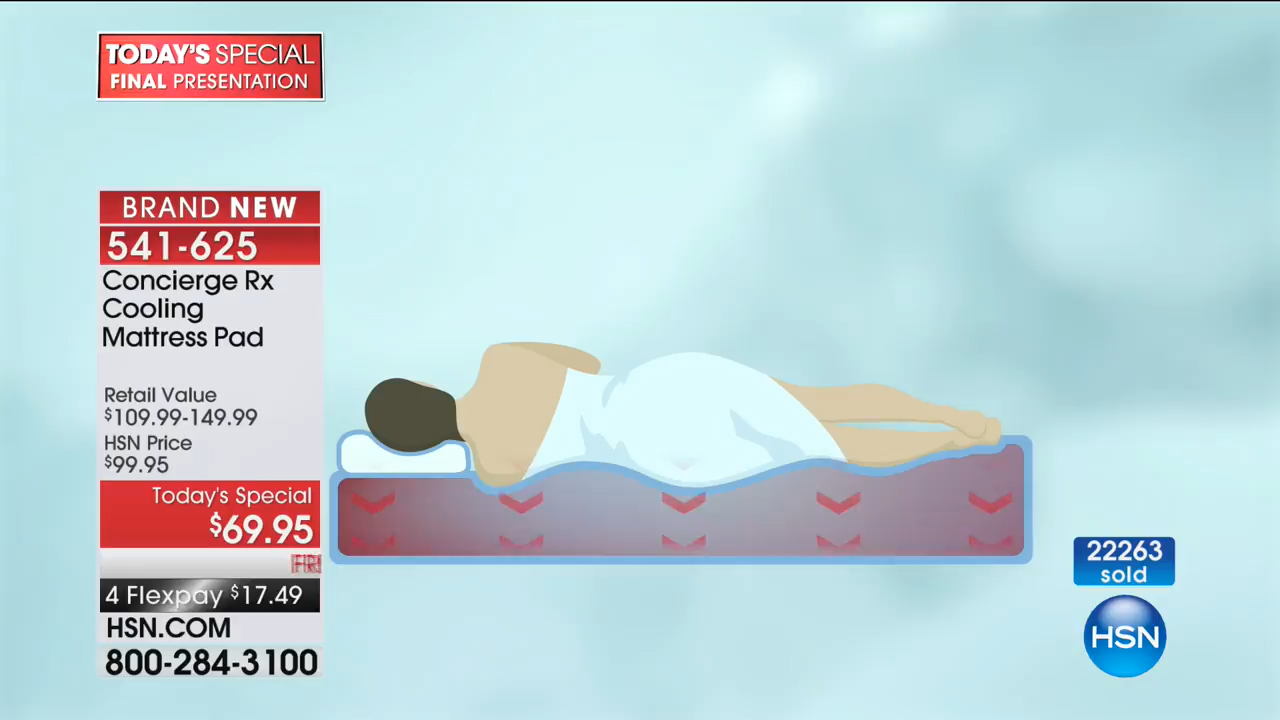 TODAY'S SPECIAL
FINAL PRESENTATION
BRAND NEW
541-625
Concierge Rx
Cooling
Mattress Pad
Retail Value
$109.99-149.99
HSN Price
$99.95
Today's Special
$69.95
4 Flexpay $17.49
HSN.COM
800-284-3100
22263
sold
HSN